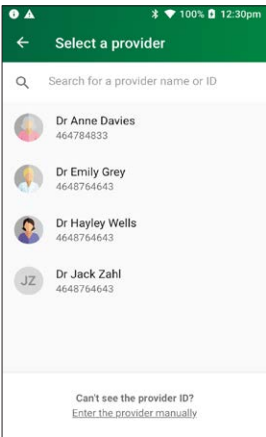 100% 12:30pm
Select a provider
Search for a provider name or ID
Dr Anne Davies
464784833
Dr Emily Grey
4648764643
Dr Hayley Wells
4648764643
JZ
Dr Jack Zahl
4648764643
Can't see the provider ID?
Enter the provider manually